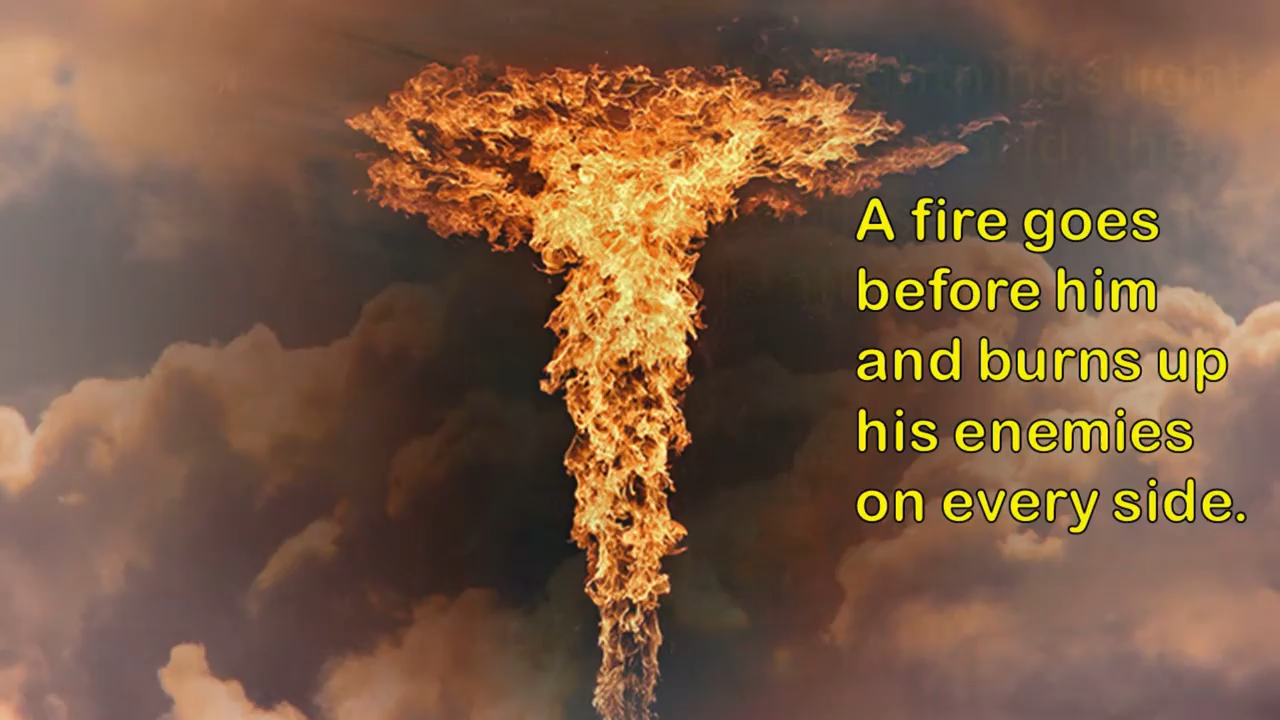 A fire goes
before him
and burns up
his enemies
on every side.